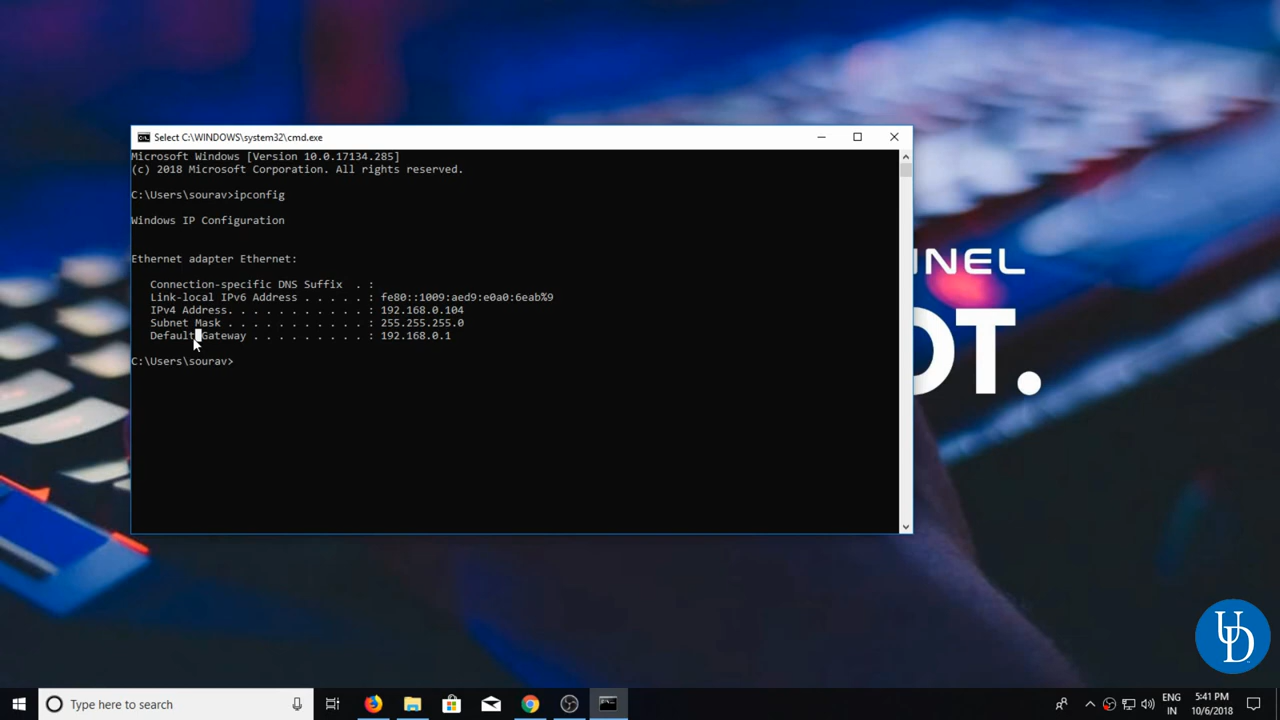 Select C:\WINDOWS\system32\cmd.exe
Microsoft Windows [Version 10.0.17134.285]
(c) 2018 Microsoft Corporation. All rights reserved.
C:\Users\sourav>ipconfig
Windows IP Configuration
Ethernet adapter Ethernet:
Connection-specific DNS Suffix . :
Link-local IPv6 Address . . . . . : fe80::1009:aed9:e0a0:6eab%9
IPv4 Address. . . . . . . . . . . : 192.168.0.104
Subnet Mask . . . . . . . . . . . : 255.255.255.0
Default Gateway . . . . . . . . . : 192.168.0.1
C:\Users\sourav>
NEL
OT.
UD
Type here to search
ENG
IN
5:41 PM
10/6/2018